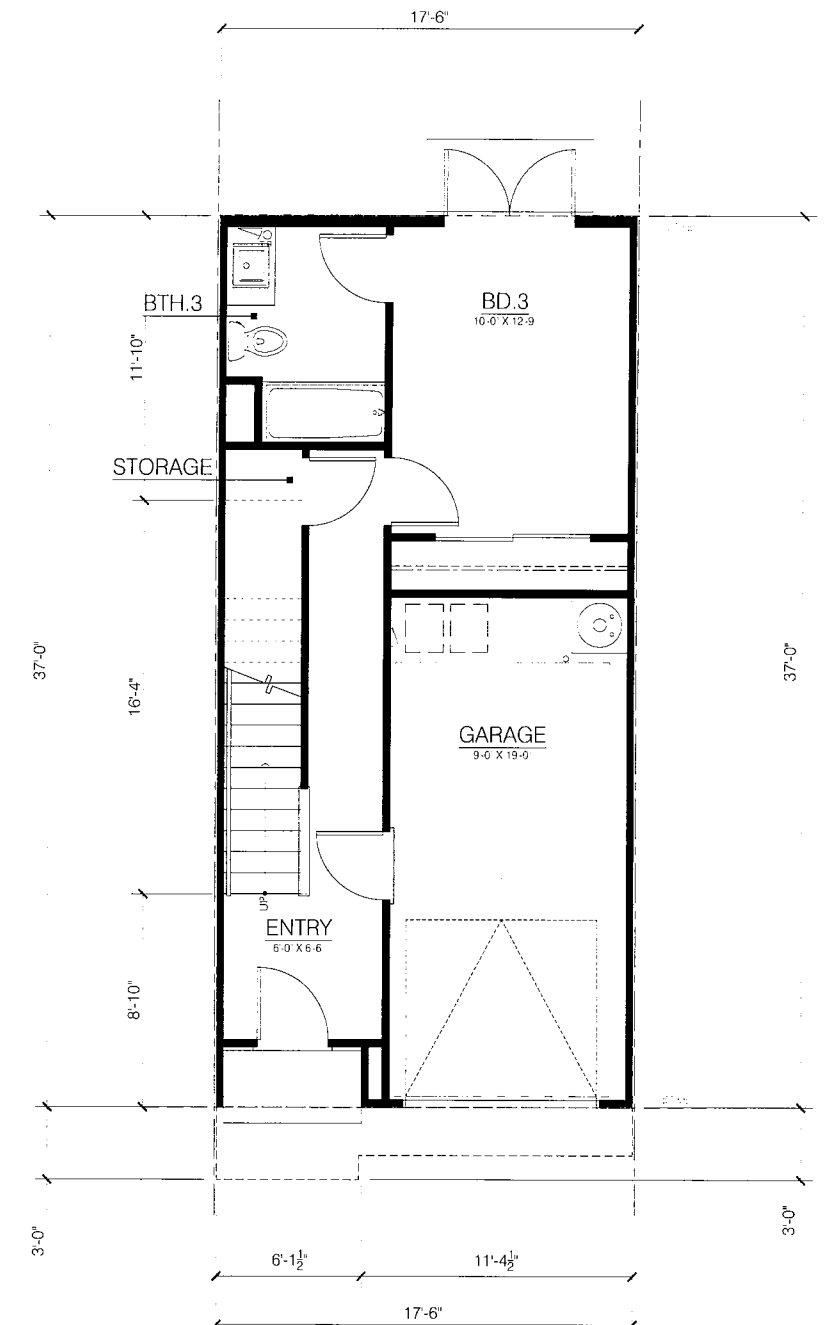 17'-6"
BTH.3
BD.3
10-0' X 12-9
11'-10"
STORAGE
37'-0"
16'-4"
37'-0"
GARAGE
9-0' X 19-0'
UP
ENTRY
6'-0' X 6-6
8'-10"
3'-0"
3'-0"
6'-1½"
11'-4½"
17'-6"